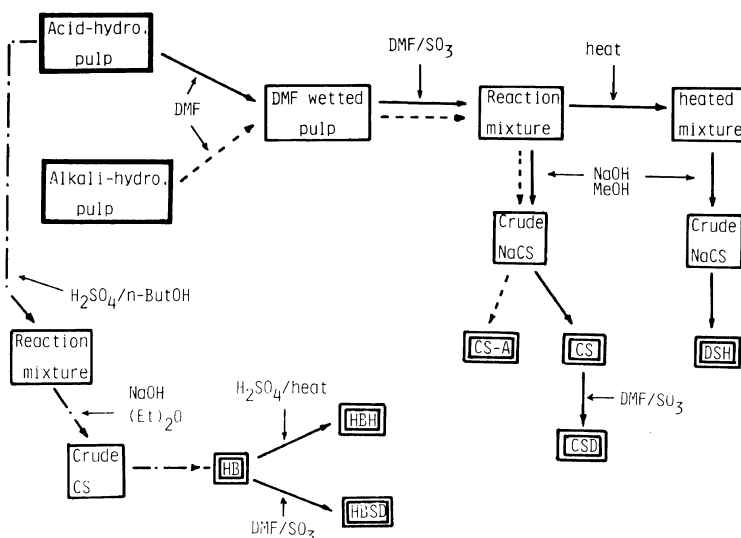 Acid-hydro.
pulp
DMF
Alkali-hydro.
pulp
DMF wetted
pulp
DMF/SO3
Reaction
mixture
heat
heated
mixture
NaOH
MeOH
Crude
NaCS
Crude
NaCS
CS-A
CS
DSH
DMF/SO3
CSD
H2SO4/n-ButOH
Reaction
mixture
NaOH
(Et)2O
Crude
CS
HB
H2SO4/heat
HBH
HBSD
DMF/SO3